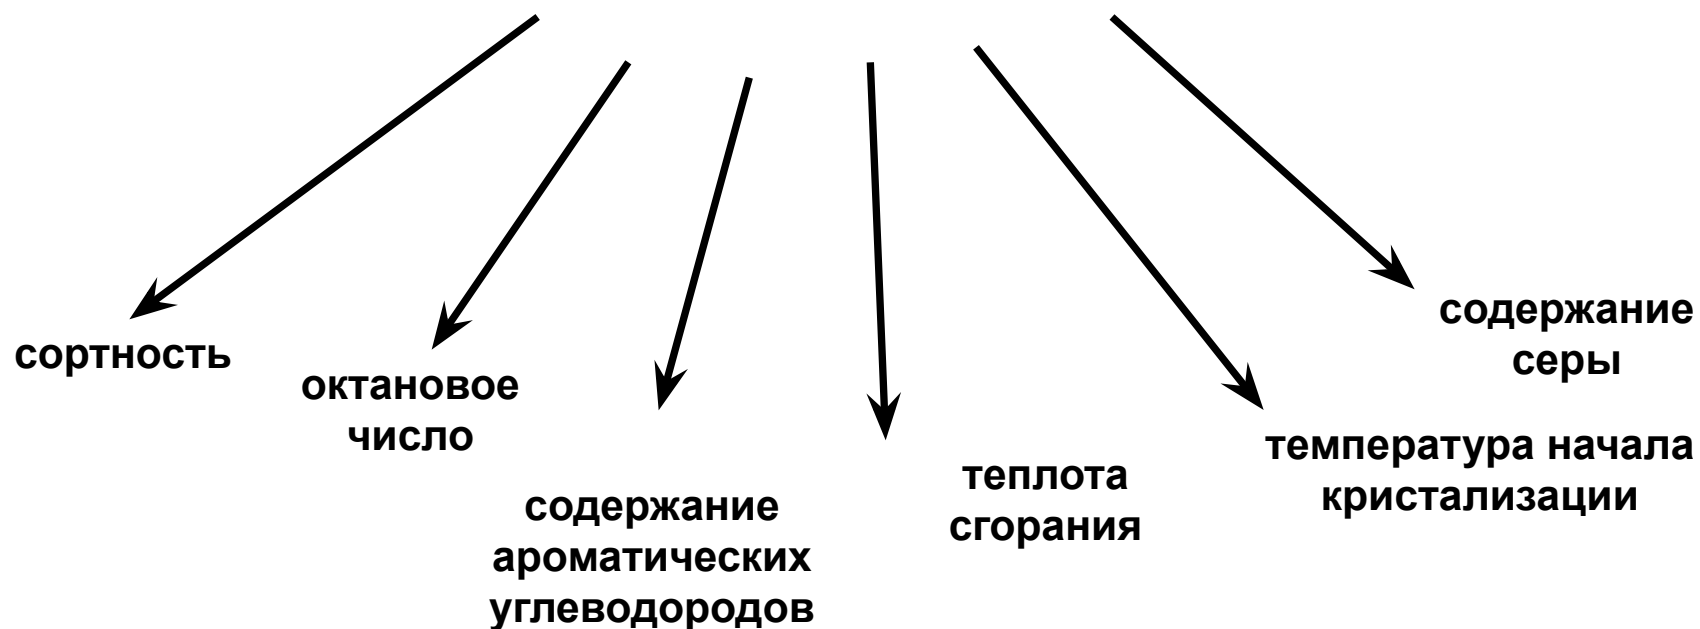 сортность
октановое
число
содержание
ароматических
углеводородов
теплота
сгорания
температура начала
кристализации
содержание
серы